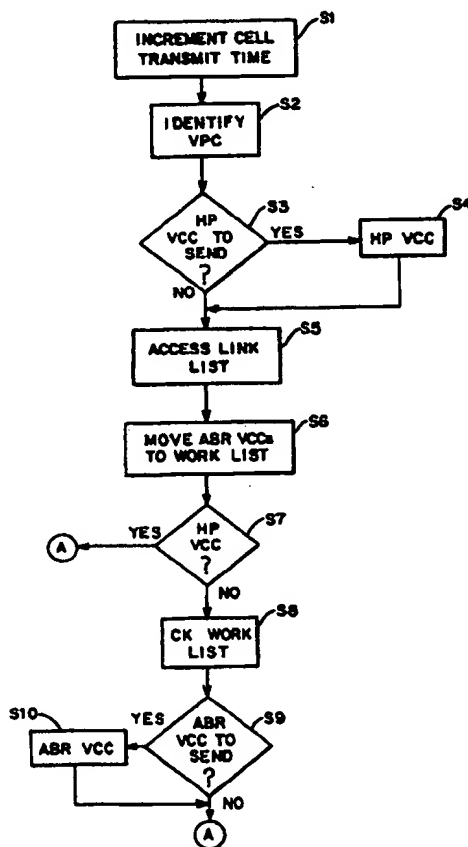 S1
INCREMENT CELL
TRANSMIT TIME
S2
IDENTIFY
VPC
S3
HP
VCC TO
SEND
?
YES
NO
S4
HP VCC
S5
ACCESS LINK
LIST
S6
MOVE ABR VCCs
TO WORK LIST
S7
HP
VCC
?
YES
A
NO
S8
CK WORK
LIST
S9
ABR
VCC TO
SEND
?
YES
S10
ABR VCC
NO
A